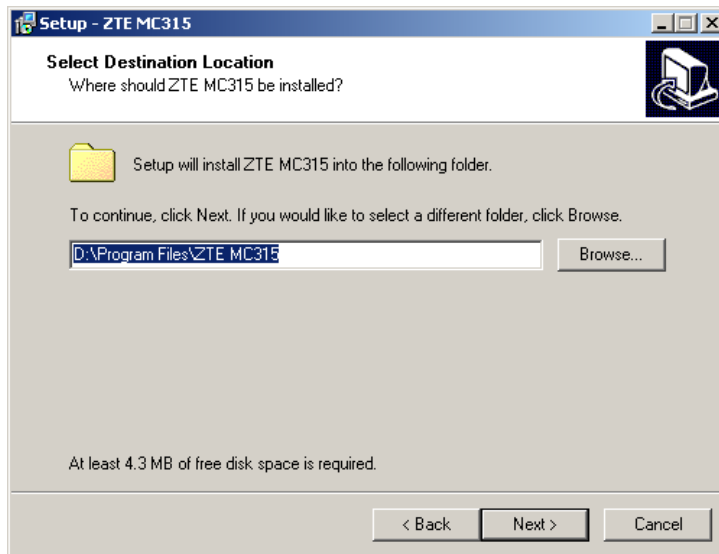 Setup - ZTE MC315
Select Destination Location
Where should ZTE MC315 be installed?
Setup will install ZTE MC315 into the following folder.
To continue, click Next. If you would like to select a different folder, click Browse.
D:\Program Files\ZTE MC315
Browse...
At least 4.3 MB of free disk space is required.
< Back
Next >
Cancel